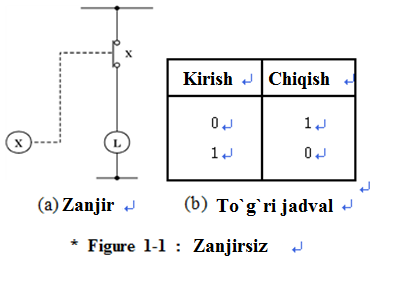 X
X
L
Kirish ↵ Chiqish ↵
0↵ 1↵
1↵ 0↵
(a) Zanjir ↵ (b) To`g`ri jadval ↵
* Figure 1-1 : Zanjirsiz ↵